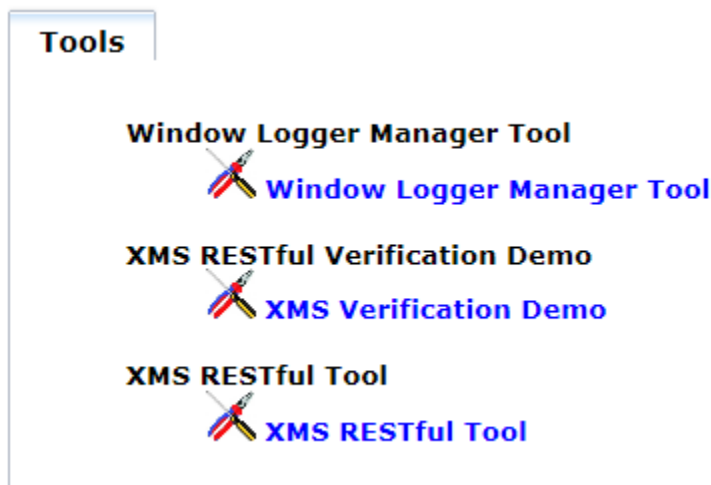 Tools
Window Logger Manager Tool
Window Logger Manager Tool
XMS RESTful Verification Demo
XMS Verification Demo
XMS RESTful Tool
XMS RESTful Tool